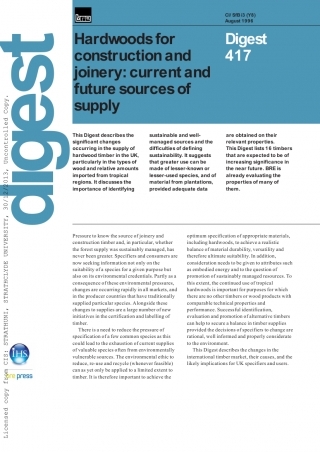 CI/SfB i3 (Y6)
August 1996
digest
Hardwoods for
construction and
joinery: current and
future sources of
supply
Digest
417
This Digest describes the
significant changes
occurring in the supply of
hardwood timber in the UK,
particularly in the types of
wood and relative amounts
imported from tropical
regions. It discusses the
importance of identifying
sustainable and well-
managed sources and the
difficulties of defining
sustainability. It suggests
that greater use can be
made of lesser-known or
lesser-used species, and of
material from plantations,
provided adequate data
are obtained on their
relevant properties.
This Digest lists 16 timbers
that are expected to be of
increasing significance in
the near future. BRE is
already evaluating the
properties of many of
them.
Pressure to know the source of joinery and
construction timber and, in particular, whether
the forest supply was sustainably managed, has
never been greater. Specifiers and consumers are
now seeking information not only on the
suitability of a species for a given purpose but
also on its environmental credentials. Partly as a
consequence of these environmental pressures,
changes are occurring rapidly in all markets, and
in the producer countries that have traditionally
supplied particular species. Alongside these
changes to supplies are a large number of new
initiatives in the certification and labelling of
timber.
There is a need to reduce the pressure of
specification of a few common species as this
could lead to the exhaustion of current supplies
of valuable species often from environmentally
vulnerable sources. The environmental ethic to
reduce, re-use and recycle (whenever feasible)
can as yet only be applied to a limited extent to
timber. It is therefore important to achieve the
optimum specification of appropriate materials,
including hardwoods, to achieve a realistic
balance of material durability, versatility and
therefore ultimate suitability. In addition,
consideration needs to be given to attributes such
as embodied energy and to the question of
promotion of sustainably managed resources. To
this extent, the continued use of tropical
hardwoods is important for purposes for which
there are no other timbers or wood products with
comparable technical properties and
performance. Successful identification,
evaluation and promotion of alternative timbers
can help to secure a balance in timber supplies
provided the decisions of specifiers to change are
rational, well informed and properly considerate
to the environment.
This Digest describes the changes in the
international timber market, their causes, and the
likely implications for UK specifiers and users.
IHS
press
Licensed copy from CIS: STRATHUNI, STRATHCLYDE UNIVERSITY, 30/12/2013, Uncontrolled Copy.